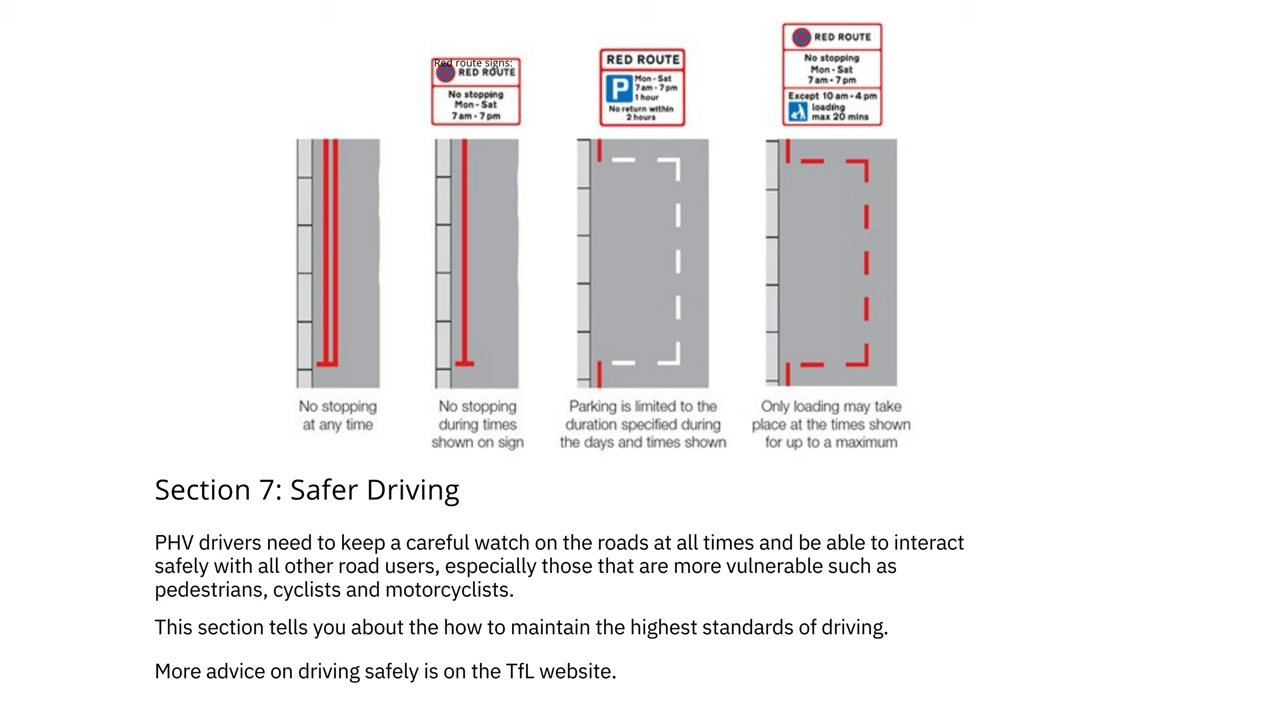 Red route signs:
RED ROUTE
No stopping
Mon - Sat
7am - 7pm
RED ROUTE
P
Mon - Sat
7am - 7pm
1 hour
No return within
2 hours
RED ROUTE
No stopping
Mon - Sat
7am - 7pm
Except 10am - 4pm
loading
max 20 mins
No stopping
at any time
No stopping
during times
shown on sign
Parking is limited to the
duration specified during
the days and times shown
Only loading may take
place at the times shown
for up to a maximum
Section 7: Safer Driving
PHV drivers need to keep a careful watch on the roads at all times and be able to interact
safely with all other road users, especially those that are more vulnerable such as
pedestrians, cyclists and motorcyclists.
This section tells you about the how to maintain the highest standards of driving.
More advice on driving safely is on the TfL website.